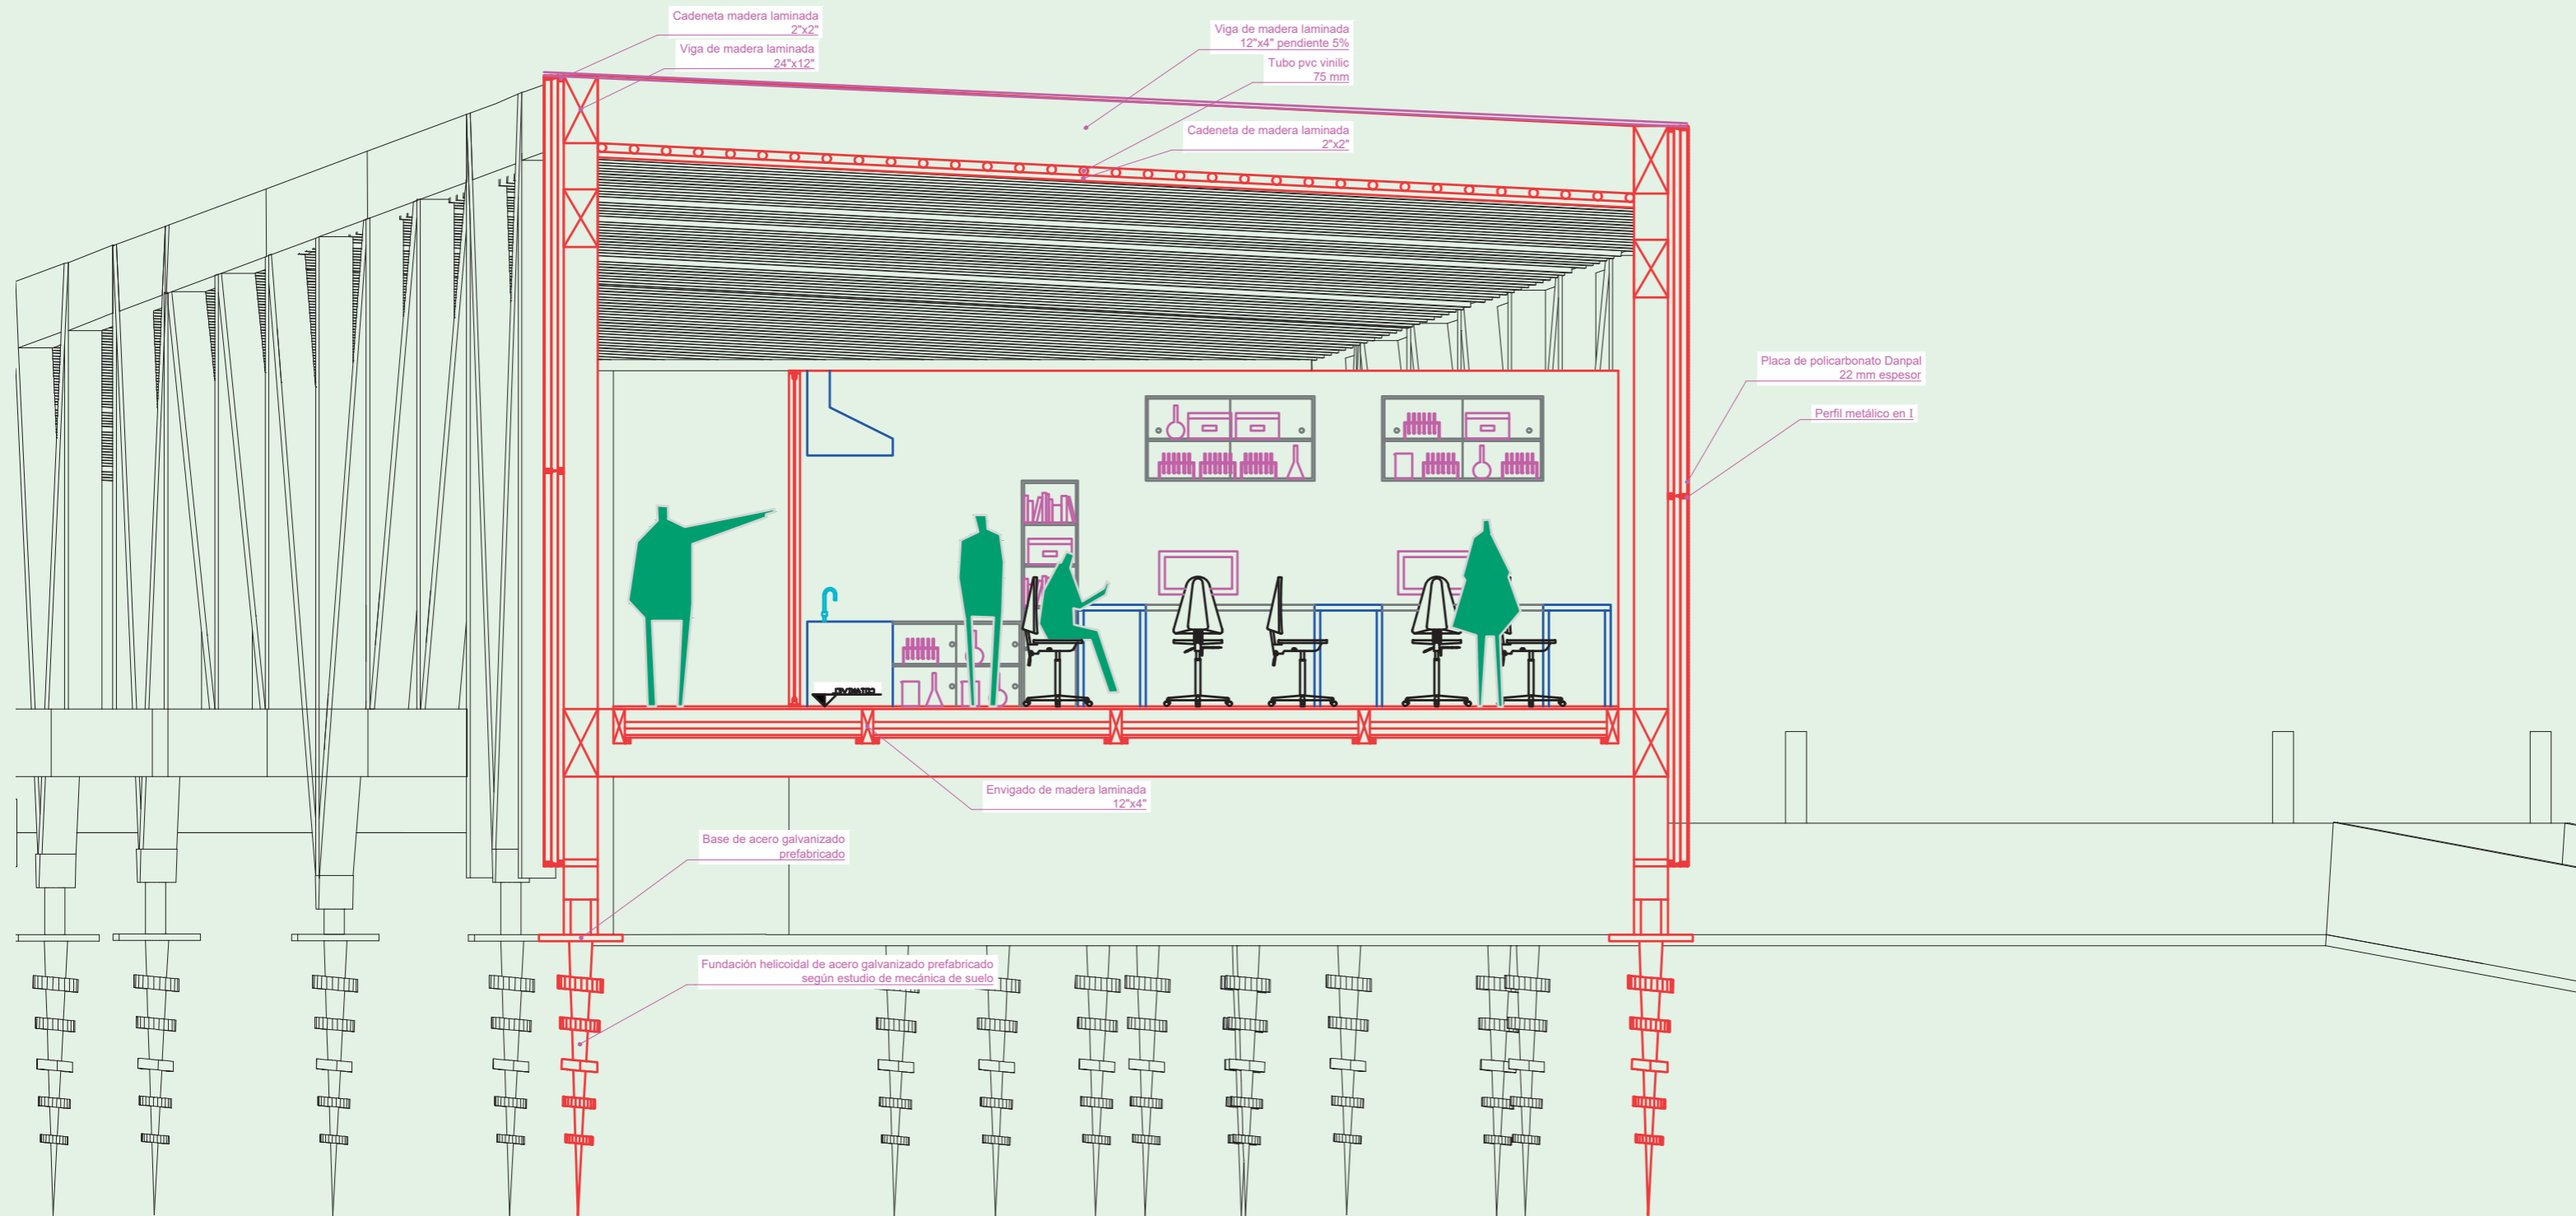 Cadeneta madera laminada
2"x2"
Viga de madera laminada
24"x12"
Viga de madera laminada
12"x4" pendiente 5%
Tubo pvc vinilic
75 mm
Cadeneta de madera laminada
2"x2"
Placa de policarbonato Danpal
22 mm espesor
Perfil metálico en I
Envigado de madera laminada
12"x4"
Base de acero galvanizado
prefabricado
Fundación helicoidal de acero galvanizado prefabricado
según estudio de mecánica de suelo